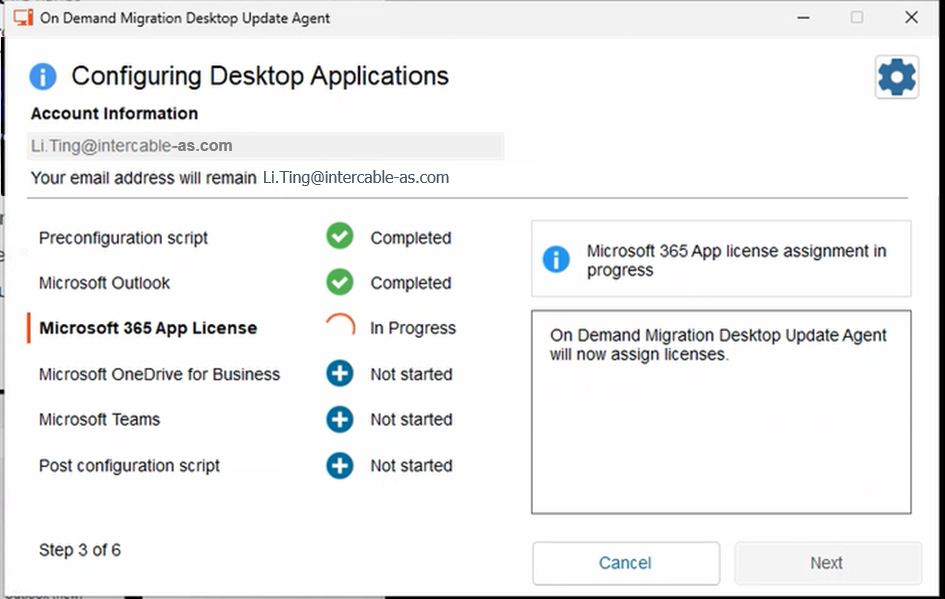 On Demand Migration Desktop Update Agent
Configuring Desktop Applications
Account Information
Li.Ting@intercable-as.com
Your email address will remain Li.Ting@intercable-as.com
Preconfiguration script Completed
Microsoft Outlook Completed
Microsoft 365 App License In Progress
Microsoft OneDrive for Business Not started
Microsoft Teams Not started
Post configuration script Not started
Microsoft 365 App license assignment in
progress
On Demand Migration Desktop Update Agent
will now assign licenses.
Step 3 of 6
Cancel
Next